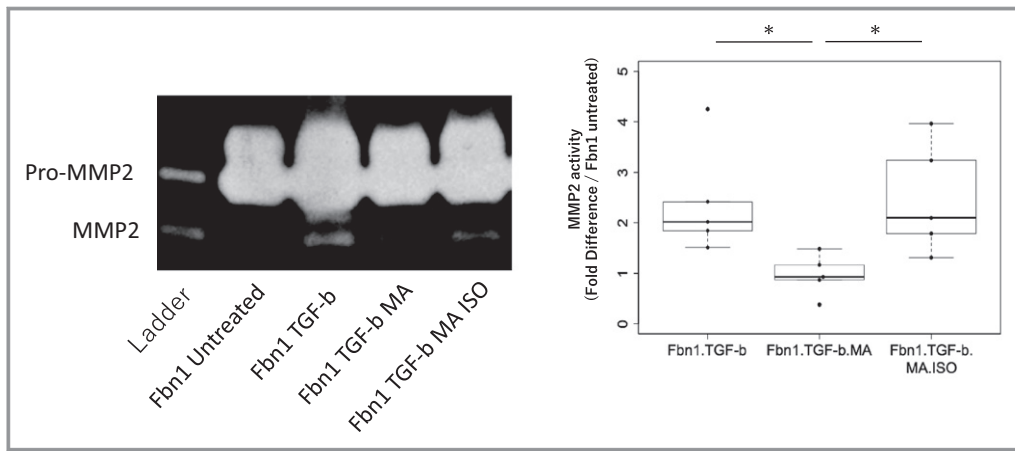 Pro-MMP2
MMP2
Ladder
Fbn1 Untreated
Fbn1 TGF-b
Fbn1 TGF-b MA
Fbn1 TGF-b MA ISO
*
*
MMP2 activity
(Fold Difference / Fbn1 untreated)
5
4
3
2
1
0
Fbn1.TGF-b
Fbn1.TGF-b.MA
Fbn1.TGF-b.
MA.ISO